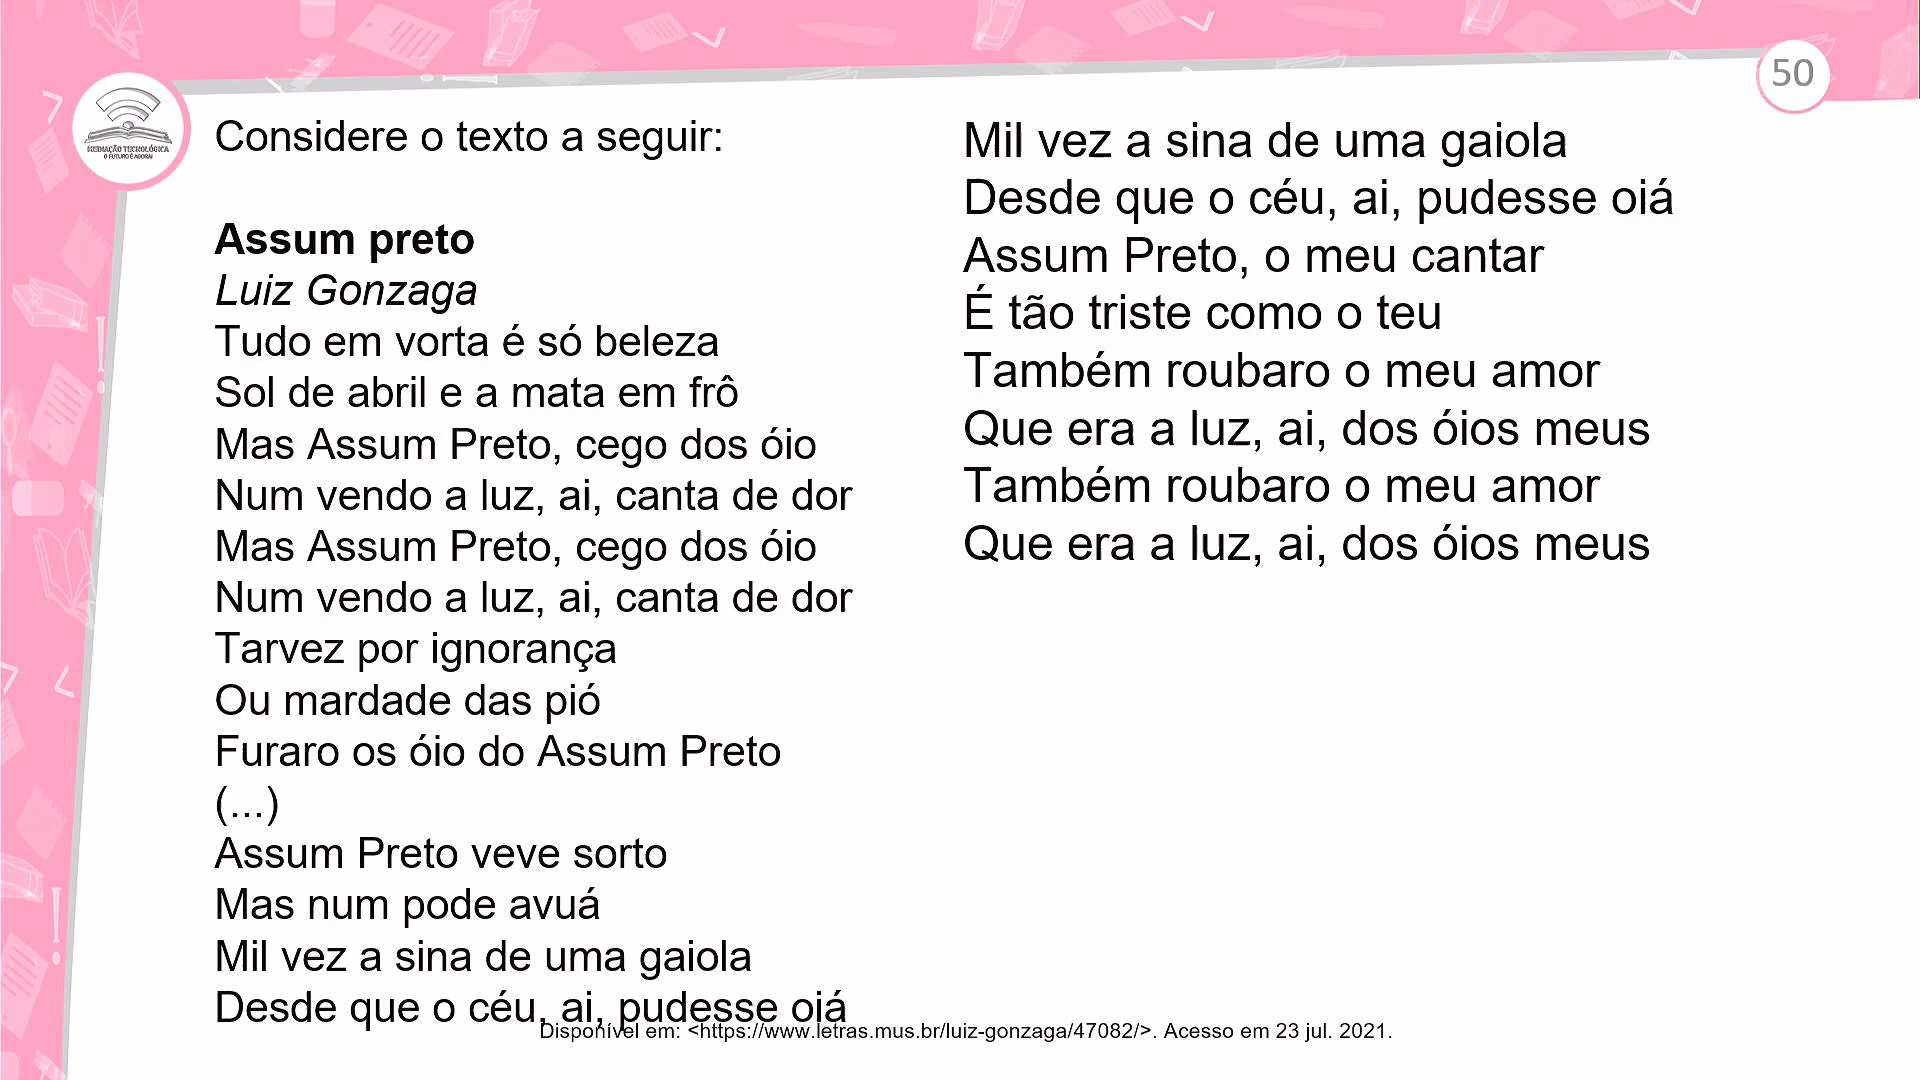 50
MEDIAÇÃO TECNOLÓGICA
O FUTURO É AGORA!
Considere o texto a seguir:
Assum preto
Luiz Gonzaga
Tudo em vorta é só beleza
Sol de abril e a mata em frô
Mas Assum Preto, cego dos óio
Num vendo a luz, ai, canta de dor
Mas Assum Preto, cego dos óio
Num vendo a luz, ai, canta de dor
Tarvez por ignorança
Ou mardade das pió
Furaro os óio do Assum Preto
(...)
Assum Preto veve sorto
Mas num pode avuá
Mil vez a sina de uma gaiola
Desde que o céu, ai, pudesse oiá
Mil vez a sina de uma gaiola
Desde que o céu, ai, pudesse oiá
Assum Preto, o meu cantar
É tão triste como o teu
Também roubaro o meu amor
Que era a luz, ai, dos óios meus
Também roubaro o meu amor
Que era a luz, ai, dos óios meus
Disponível em: <https://www.letras.mus.br/luiz-gonzaga/47082/>. Acesso em 23 jul. 2021.